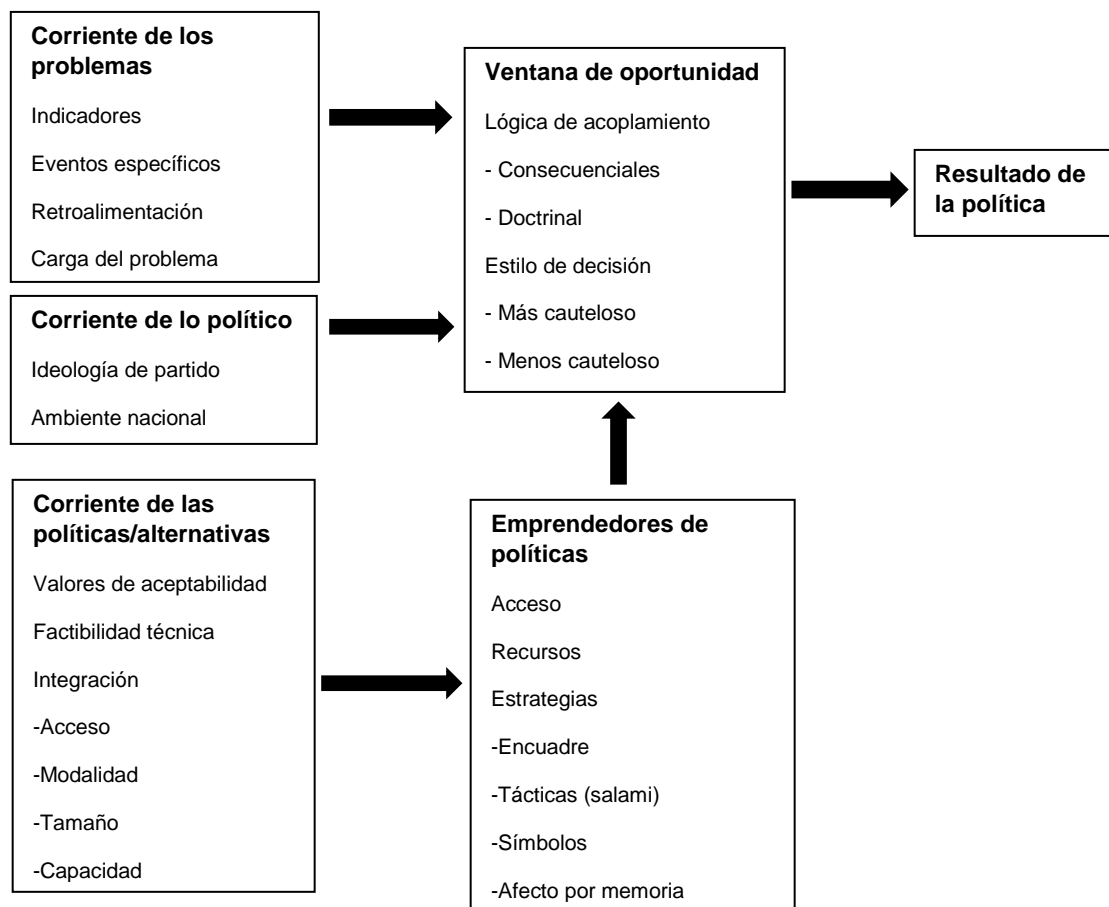 Corriente de los
problemas
Indicadores
Eventos específicos
Retroalimentación
Carga del problema
Corriente de lo político
Ideología de partido
Ambiente nacional
Corriente de las
políticas/alternativas
Valores de aceptabilidad
Factibilidad técnica
Integración
-Acceso
-Modalidad
-Tamaño
-Capacidad
Ventana de oportunidad
Lógica de acoplamiento
- Consecuenciales
- Doctrinal
Estilo de decisión
- Más cauteloso
- Menos cauteloso
Emprendedores de
políticas
Acceso
Recursos
Estrategias
-Encuadre
-Tácticas (salami)
-Símbolos
-Afecto por memoria
Resultado de
la política